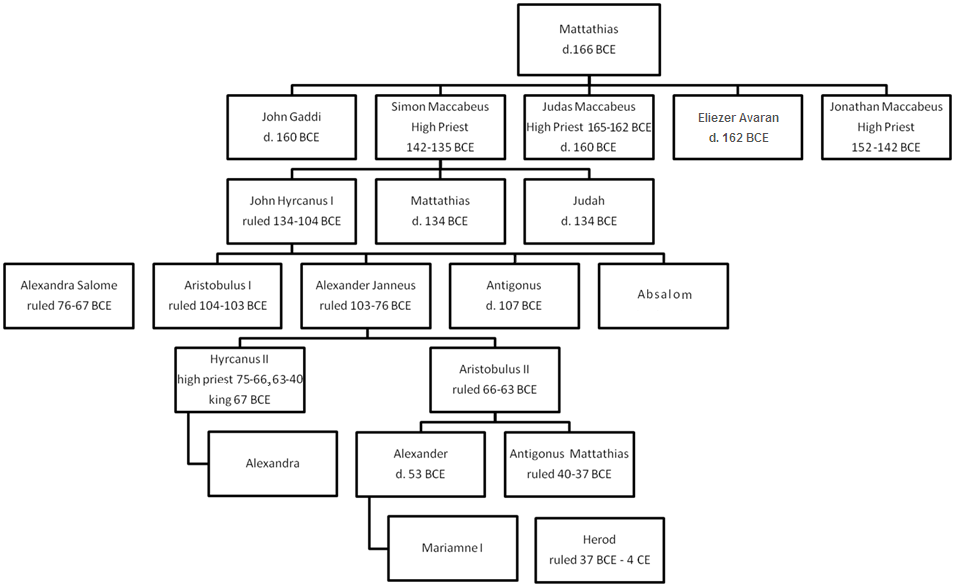 Mattathias
d.166 BCE
John Gaddi
d. 160 BCE
Simon Maccabeus
High Priest
142-135 BCE
Judas Maccabeus
High Priest 165-162 BCE
d. 160 BCE
Eliezer Avaran
d. 162 BCE
Jonathan Maccabeus
High Priest
152-142 BCE
John Hyrcanus I
ruled 134-104 BCE
Mattathias
d. 134 BCE
Judah
d. 134 BCE
Alexandra Salome
ruled 76-67 BCE
Aristobulus I
ruled 104-103 BCE
Alexander Janneus
ruled 103-76 BCE
Antigonus
d. 107 BCE
Absalom
Hyrcanus II
high priest 75-66, 63-40
king 67 BCE
Aristobulus II
ruled 66-63 BCE
Alexandra
Alexander
d. 53 BCE
Antigonus Mattathias
ruled 40-37 BCE
Mariamne I
Herod
ruled 37 BCE - 4 CE